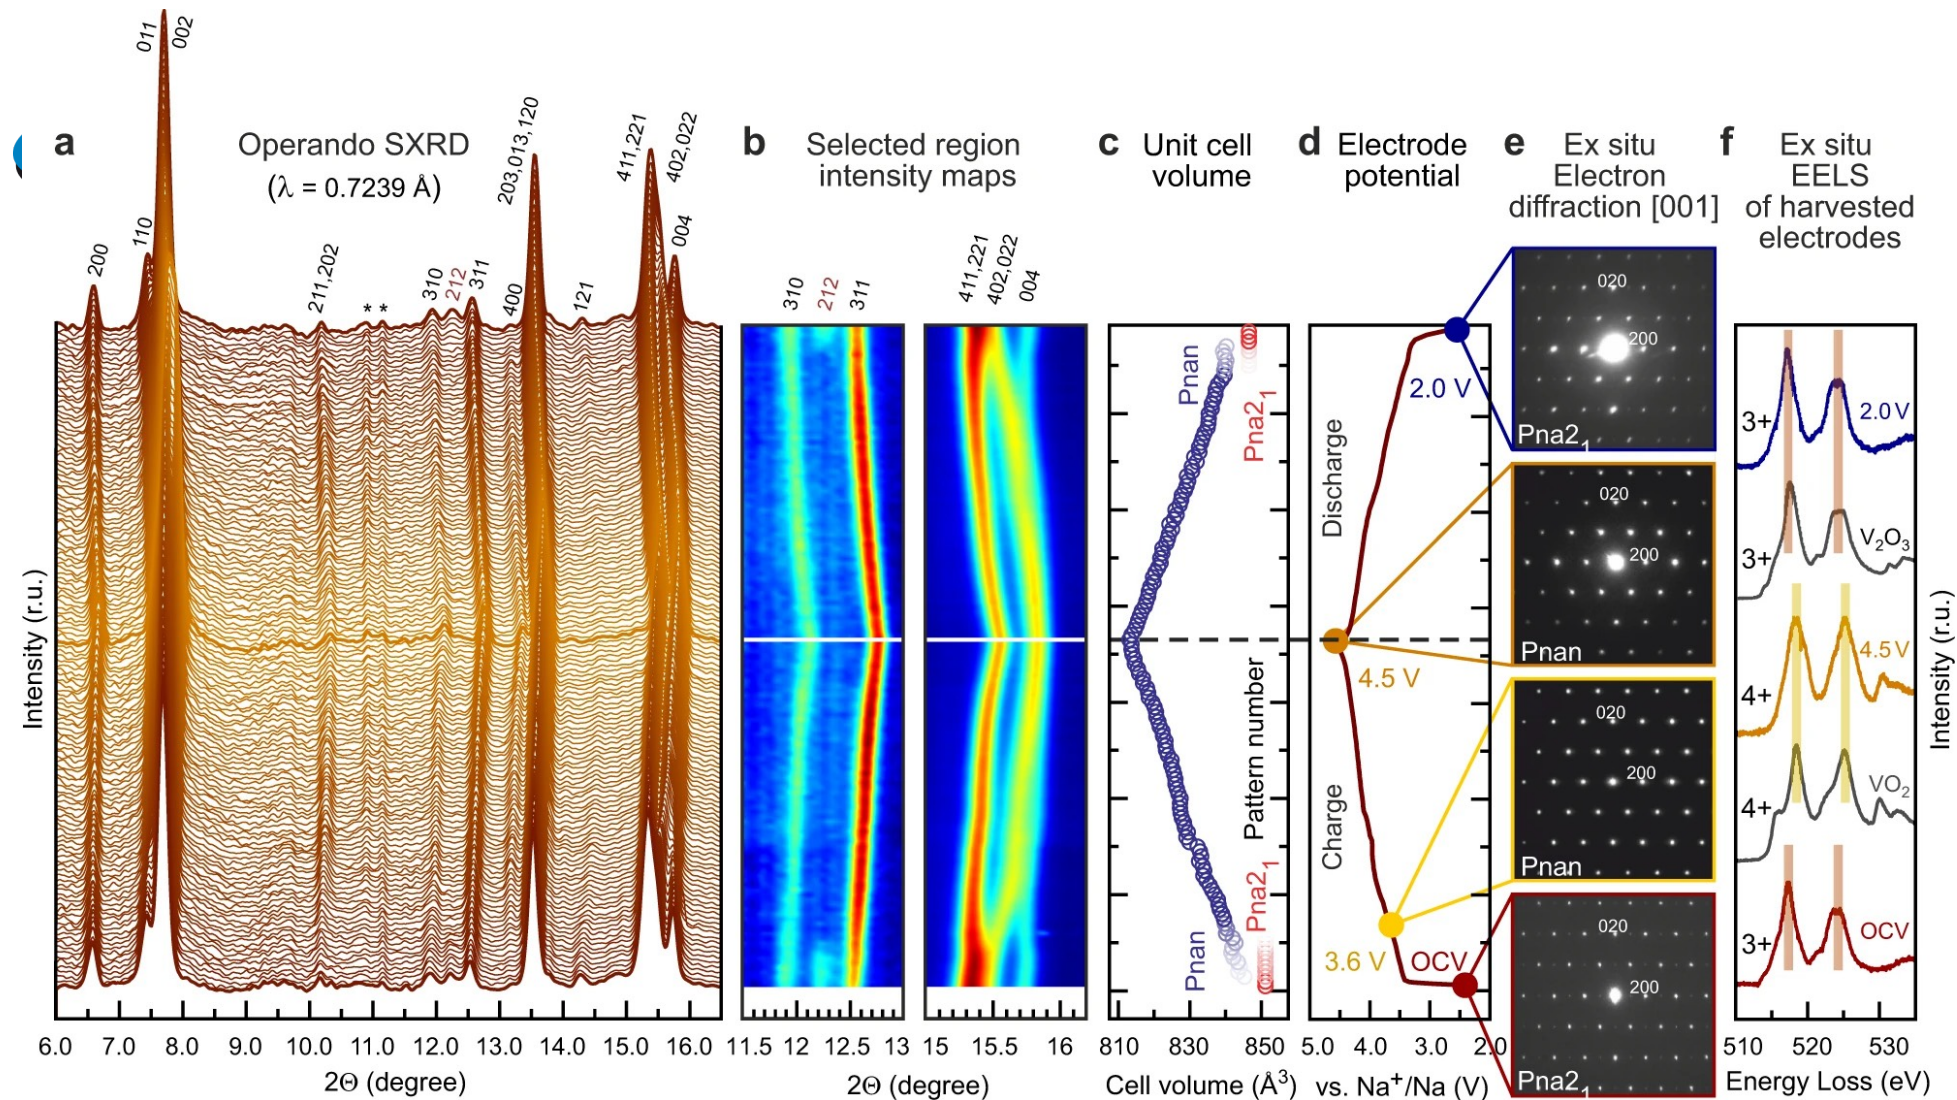 a
Operando SXRD
(λ = 0.7239 Å)
011
002
200
110
211,202
* *
310
212
311
400
203,013,120
121
411,221
402,022
004
Intensity (r.u.)
6.0 7.0 8.0 9.0 10.0 11.0 12.0 13.0 14.0 15.0 16.0
2Θ (degree)
b
Selected region
intensity maps
310
212
311
411,221
402,022
004
11.5 12 12.5 13
15 15.5 16
2Θ (degree)
c
Unit cell
volume
Pnan
Pna2₁
Pattern number
Pna2₁
Pnan
810 830 850
Cell volume (Å³)
d
Electrode
potential
2.0 V
Discharge
4.5 V
Charge
3.6 V
OCV
5.0 4.0 3.0 2.0
vs. Na⁺/Na (V)
e
Ex situ
Electron
diffraction [001]
020
200
Pna2₁
020
200
Pnan
020
200
Pnan
020
200
Pna2₁
f
Ex situ
EELS
of harvested
electrodes
3+
2.0 V
V₂O₃
3+
4.5 V
4+
VO₂
4+
OCV
3+
510 520 530
Energy Loss (eV)
Intensity (r.u.)